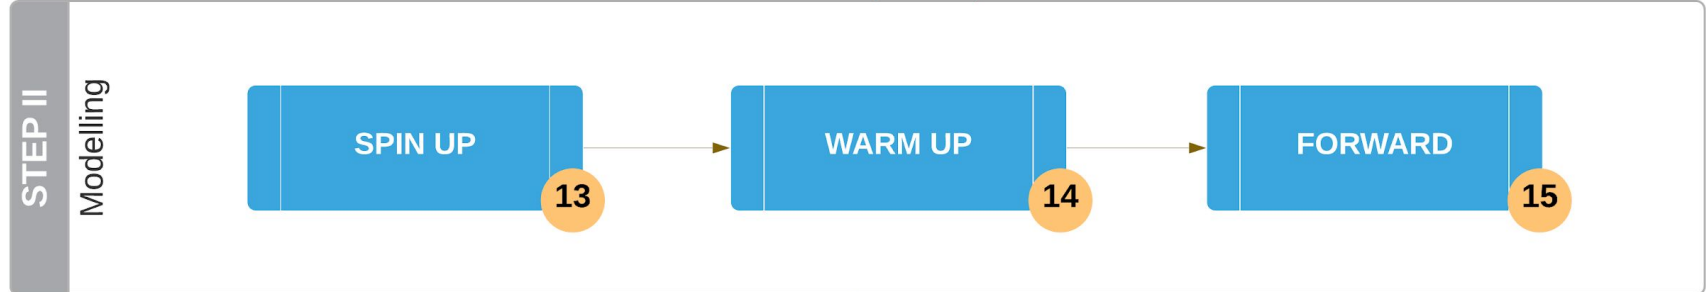 STEP II
Modelling
SPIN UP
13
WARM UP
14
FORWARD
15